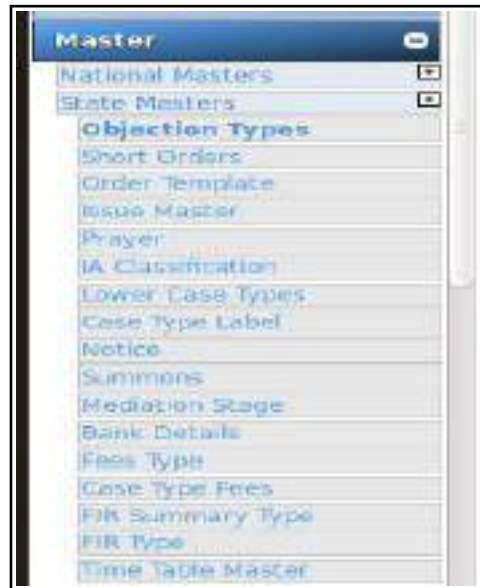 Master
National Masters
State Masters
Objection Types
Short Orders
Order Template
Issue Master
Prayer
IA Classification
Lower Case Types
Case Type Label
Notice
Summons
Mediation Stage
Bank Details
Fees Type
Case Type Fees
FIR Summary Type
FIR Type
Time Table Master